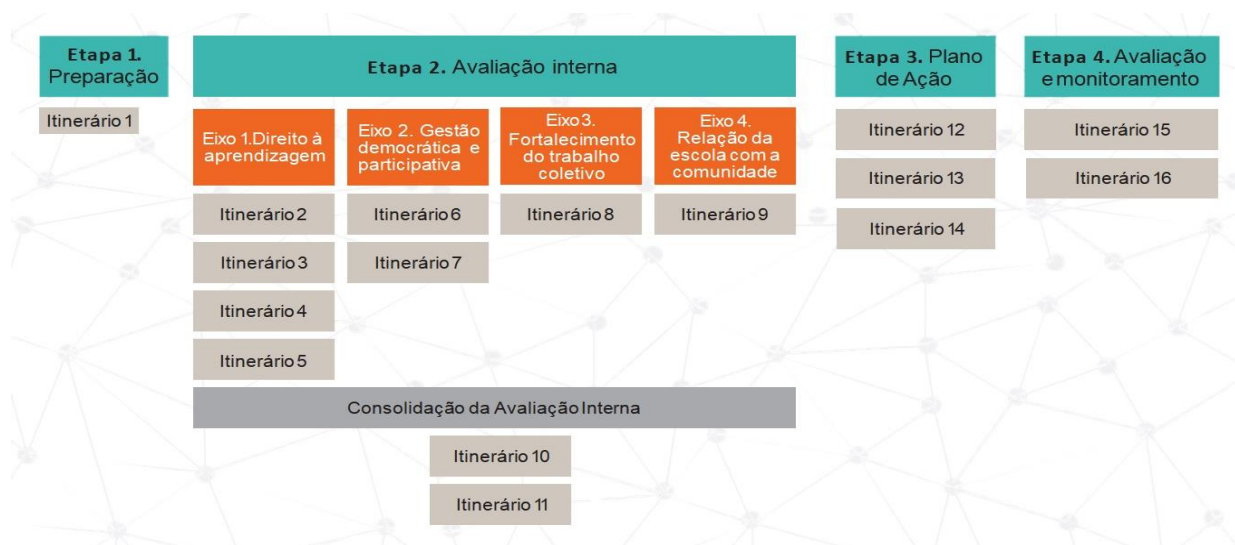 Etapa 1.
Preparação
Itinerário 1
Etapa 2. Avaliação interna
Eixo 1.Direito à
aprendizagem
Itinerário 2
Itinerário 3
Itinerário 4
Itinerário 5
Eixo 2. Gestão
democrática e
participativa
Itinerário 6
Itinerário 7
Eixo 3.
Fortalecimento
do trabalho
coletivo
Itinerário 8
Eixo 4.
Relação da
escola com a
comunidade
Itinerário 9
Consolidação da Avaliação Interna
Itinerário 10
Itinerário 11
Etapa 3. Plano
de Ação
Itinerário 12
Itinerário 13
Itinerário 14
Etapa 4. Avaliação
e monitoramento
Itinerário 15
Itinerário 16